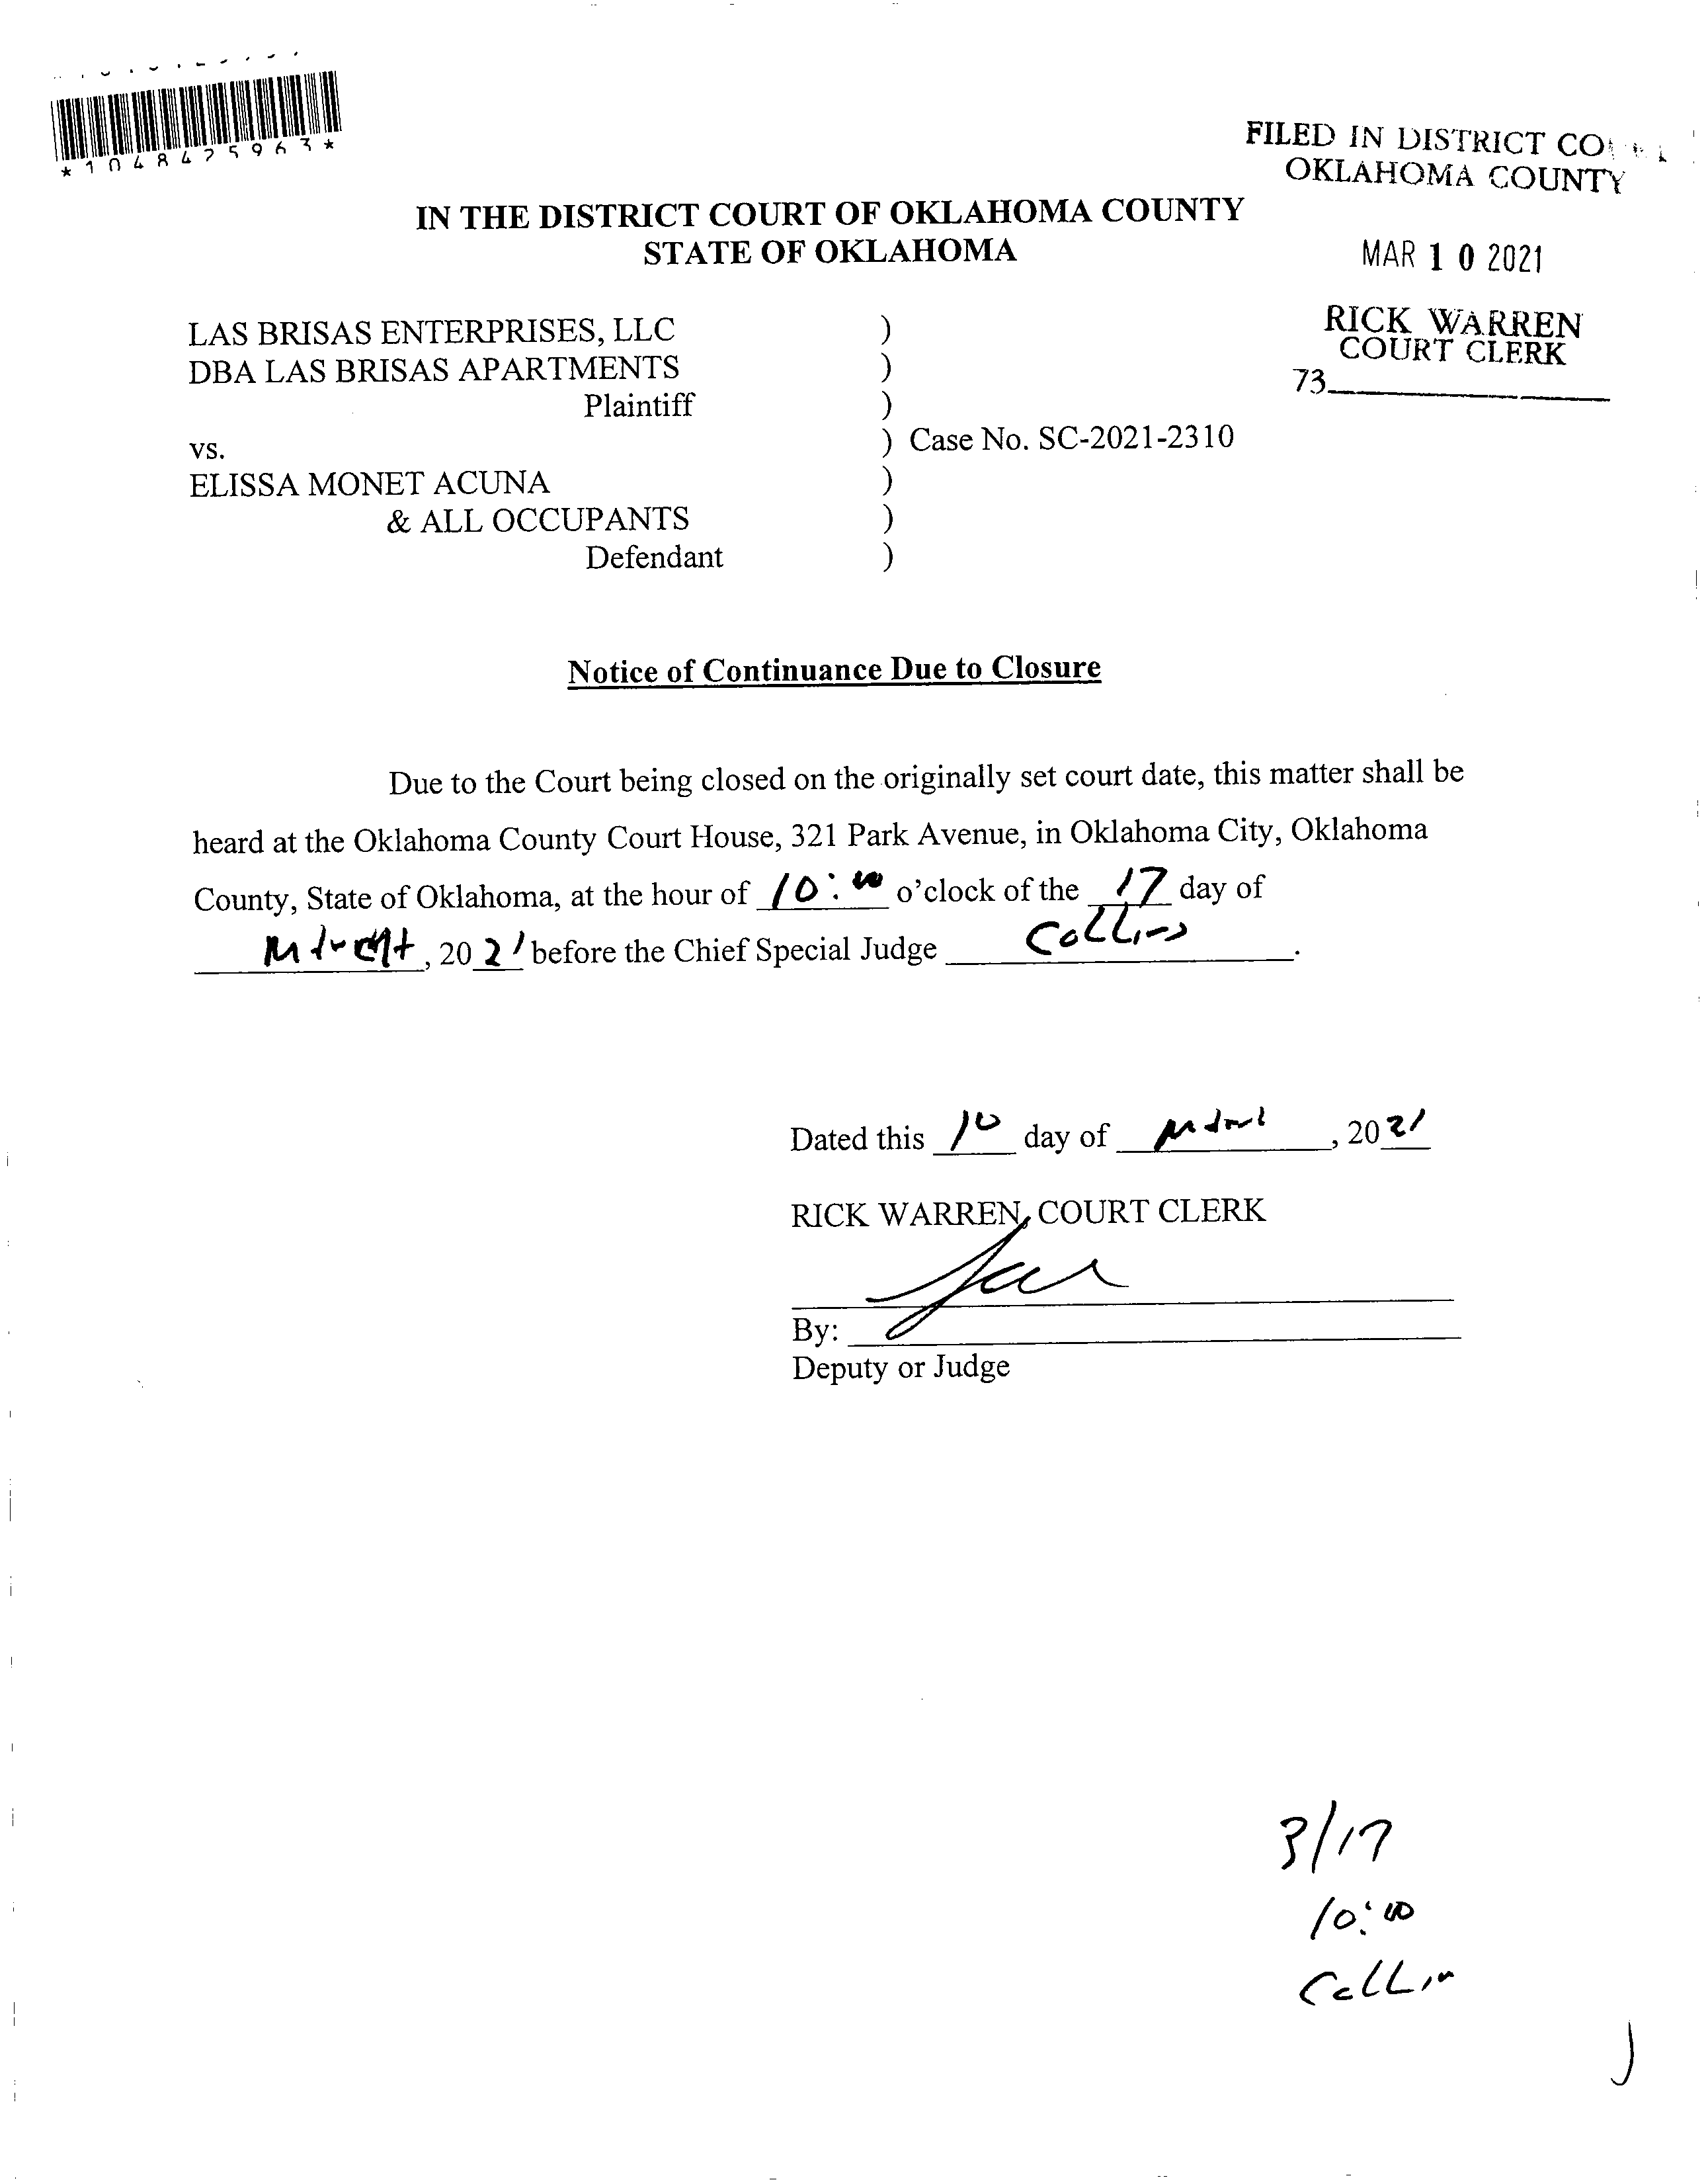 *1048425963*
FILED IN DISTRICT
OKLAHOMA COUNTY
IN THE DISTRICT COURT OF OKLAHOMA COUNTY
STATE OF OKLAHOMA
MAR 10 2021
RICK WARREN
COURT CLERK
73
LAS BRISAS ENTERPRISES, LLC )
DBA LAS BRISAS APARTMENTS )
Plaintiff )
vs. ) Case No. SC-2021-2310
ELISSA MONET ACUNA )
& ALL OCCUPANTS )
Defendant )
Notice of Continuance Due to Closure
Due to the Court being closed on the originally set court date, this matter shall be
heard at the Oklahoma County Court House, 321 Park Avenue, in Oklahoma City, Oklahoma
County, State of Oklahoma, at the hour of 10:00 o'clock of the 17 day of
March, 2021 before the Chief Special Judge Collins.
Dated this 10 day of March, 2021
RICK WARREN, COURT CLERK
By:
Deputy or Judge
3/17
10:00
Collin